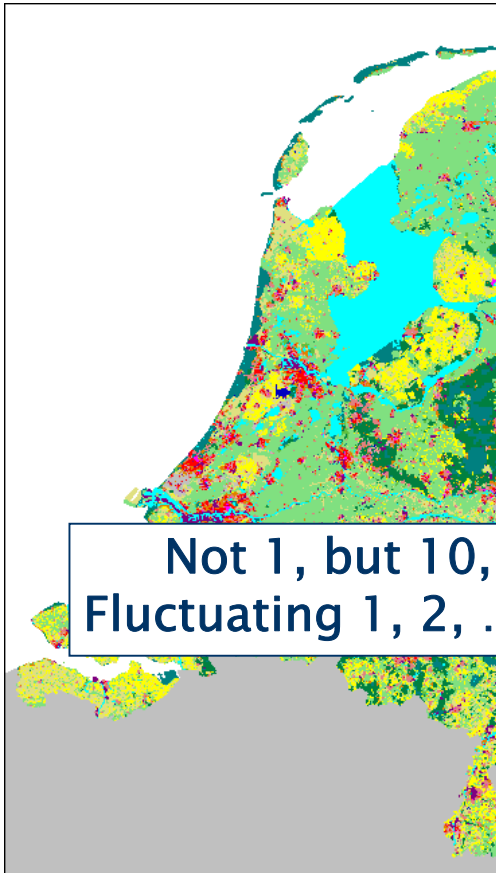 Not 1, but 10,
Fluctuating 1, 2, .